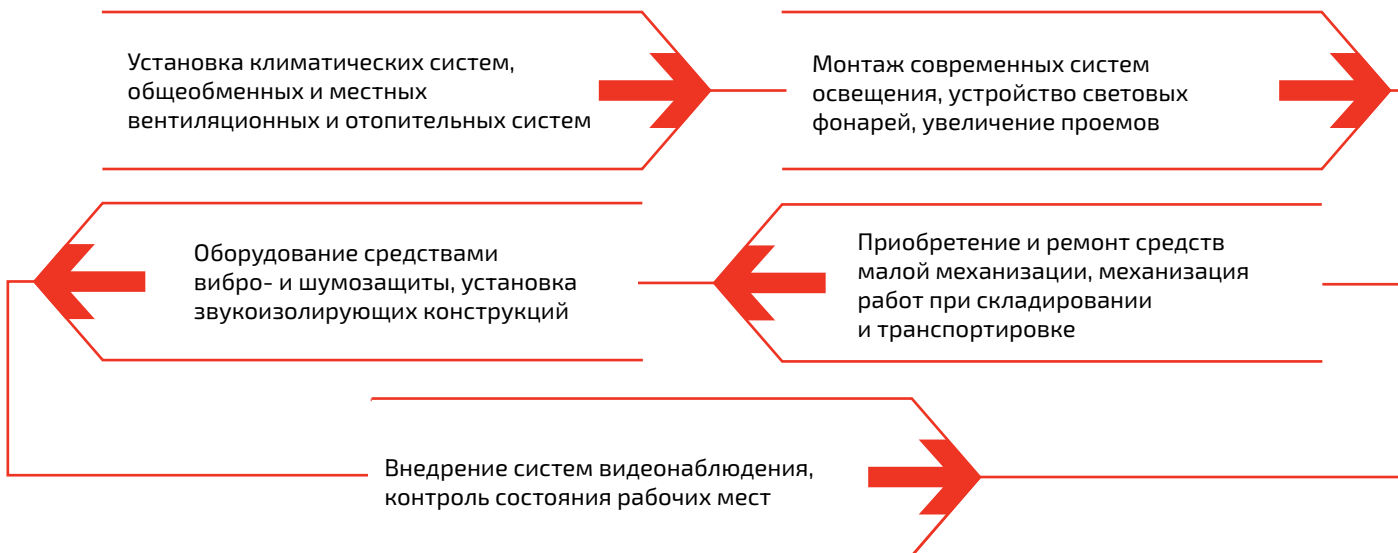 Установка климатических систем,
общеобменных и местных
вентиляционных и отопительных систем
Монтаж современных систем
освещения, устройство световых
фонарей, увеличение проемов
Приобретение и ремонт средств
малой механизации, механизация
работ при складировании
и транспортировке
Оборудование средствами
вибро- и шумозащиты, установка
звукоизолирующих конструкций
Внедрение систем видеонаблюдения,
контроль состояния рабочих мест